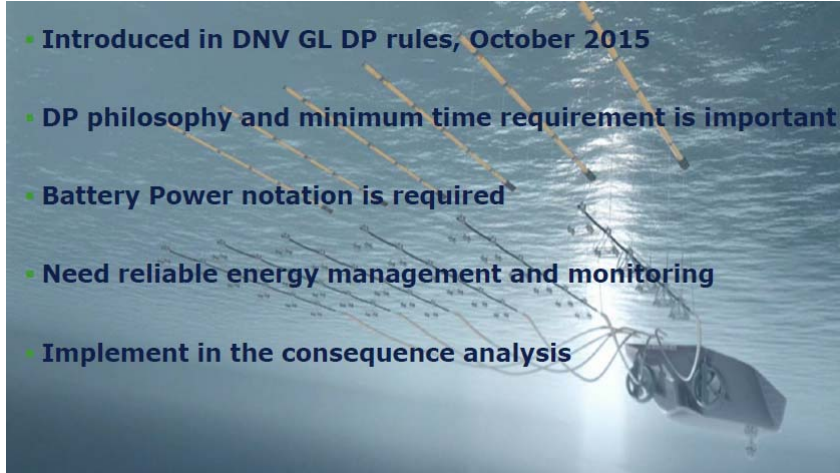 Introduced in DNV GL DP rules, October 2015
DP philosophy and minimum time requirement is important
Battery Power notation is required
Need reliable energy management and monitoring
Implement in the consequence analysis